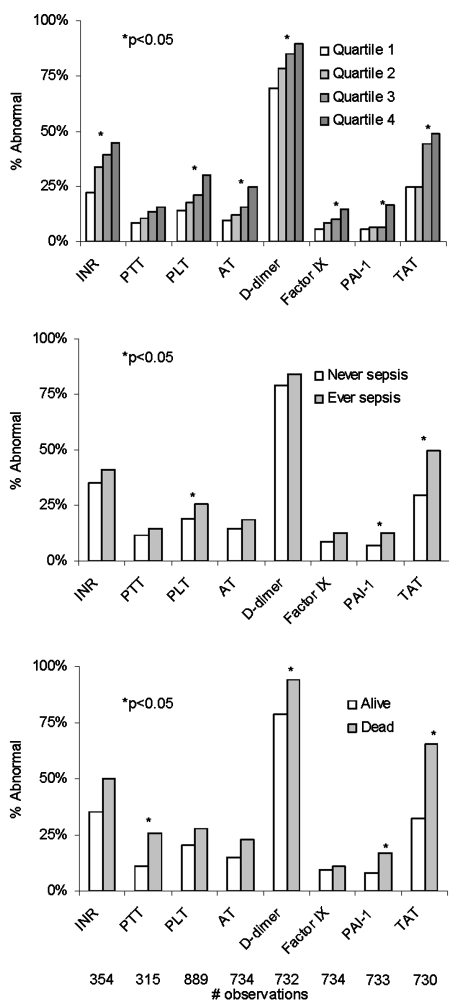 100%
*p<0.05
Quartile 1
Quartile 2
Quartile 3
Quartile 4
75%
50%
25%
0%
% Abnormal
* * * * * * *
INR PTT PLT AT D-dimer Factor IX PAI-1 TAT
100%
*p<0.05
Never sepsis
Ever sepsis
75%
50%
25%
0%
% Abnormal
* * *
INR PTT PLT AT D-dimer Factor IX PAI-1 TAT
100%
*p<0.05
Alive
Dead
75%
50%
25%
0%
% Abnormal
* * * *
INR PTT PLT AT D-dimer Factor IX PAI-1 TAT
354 315 889 734 732 734 733 730
# observations